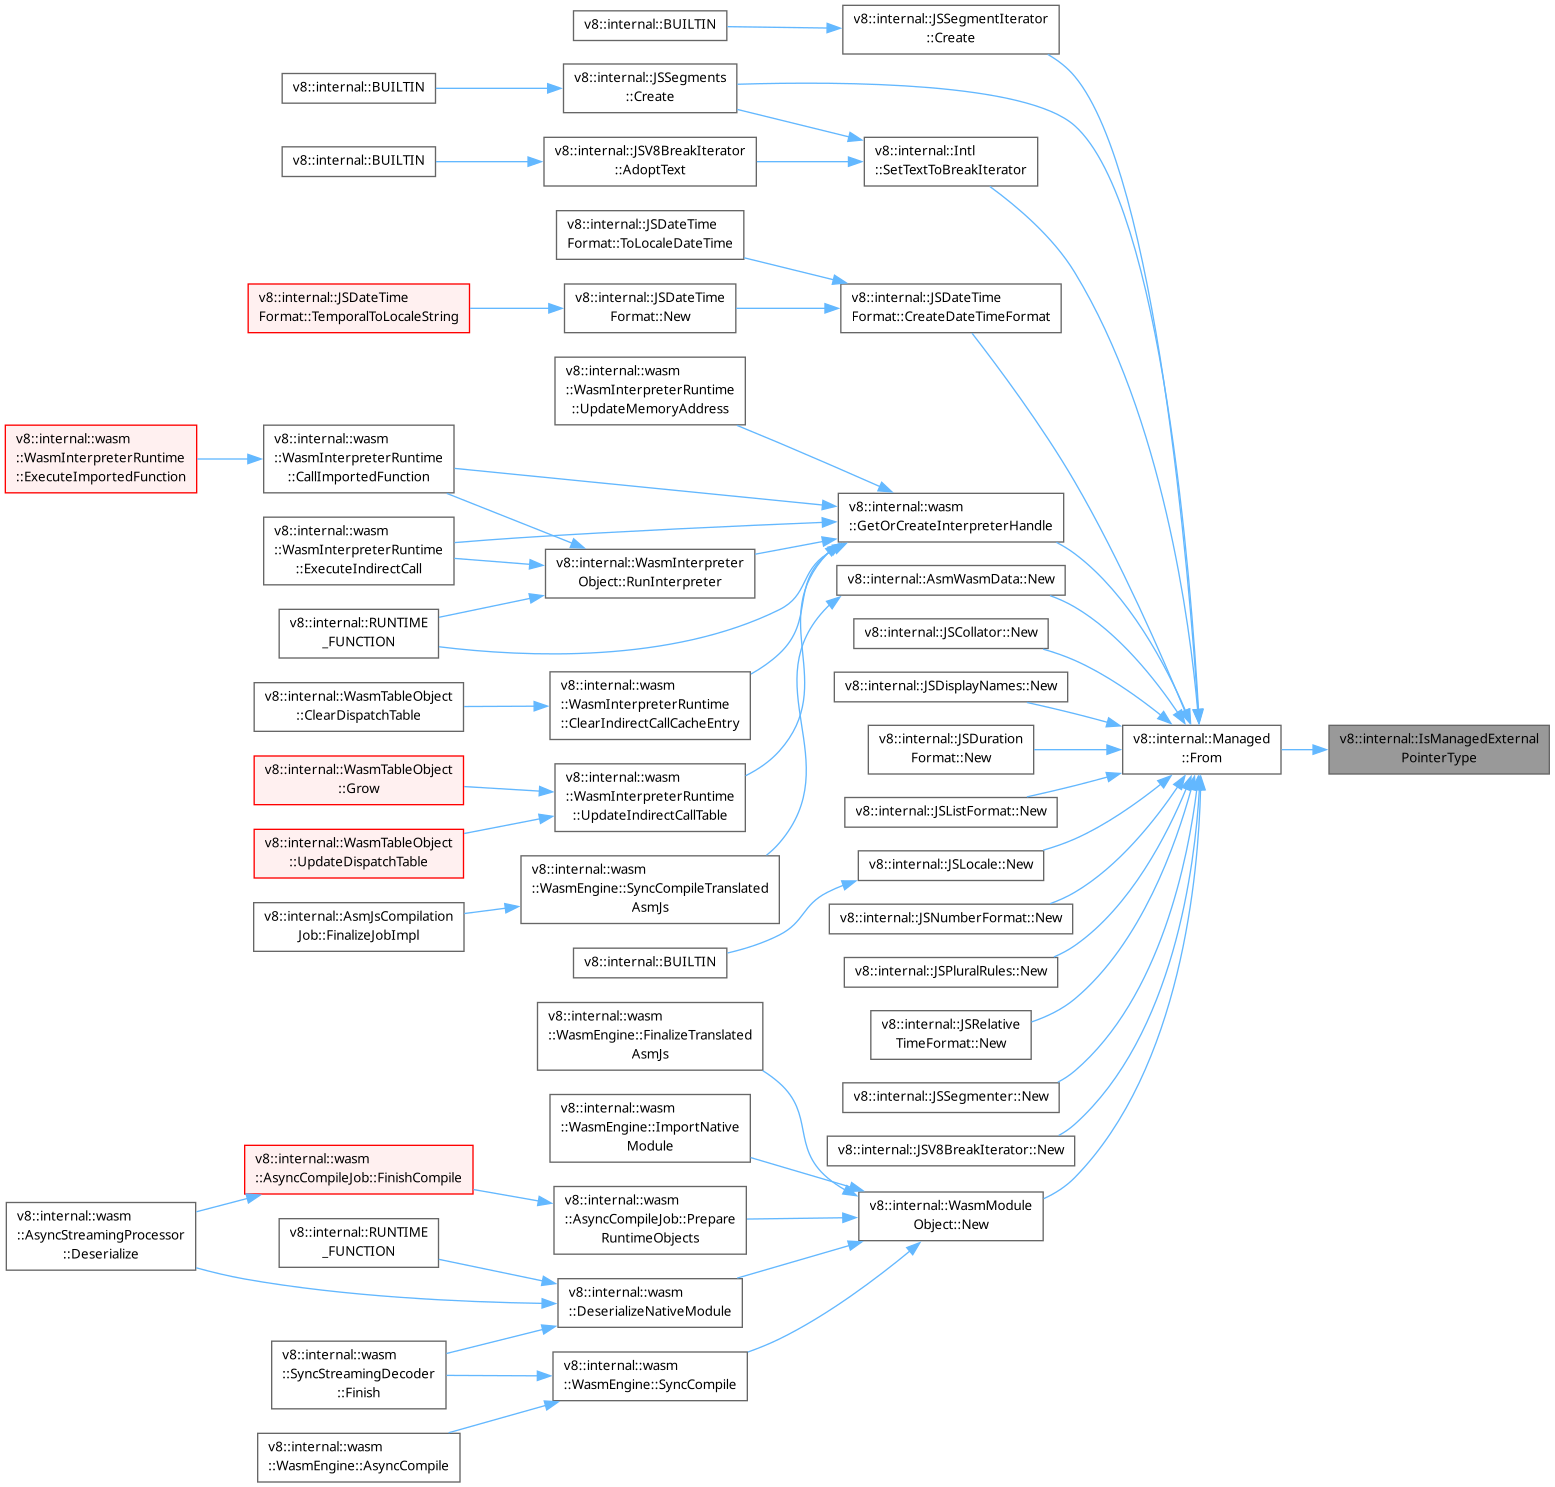 v8::internal::BUILTIN
v8::internal::JSSegmentIterator
::Create
v8::internal::BUILTIN
v8::internal::JSSegments
::Create
v8::internal::BUILTIN
v8::internal::JSV8BreakIterator
::AdoptText
v8::internal::Intl
::SetTextToBreakIterator
v8::internal::JSDateTime
Format::ToLocaleDateTime
v8::internal::JSDateTime
Format::TemporalToLocaleString
v8::internal::JSDateTime
Format::New
v8::internal::JSDateTime
Format::CreateDateTimeFormat
v8::internal::wasm
::WasmInterpreterRuntime
::UpdateMemoryAddress
v8::internal::wasm
::WasmInterpreterRuntime
::ExecuteImportedFunction
v8::internal::wasm
::WasmInterpreterRuntime
::CallImportedFunction
v8::internal::wasm
::GetOrCreateInterpreterHandle
v8::internal::wasm
::WasmInterpreterRuntime
::ExecuteIndirectCall
v8::internal::WasmInterpreter
Object::RunInterpreter
v8::internal::AsmWasmData::New
v8::internal::RUNTIME
_FUNCTION
v8::internal::JSCollator::New
v8::internal::WasmTableObject
::ClearDispatchTable
v8::internal::wasm
::WasmInterpreterRuntime
::ClearIndirectCallCacheEntry
v8::internal::JSDisplayNames::New
v8::internal::JSDuration
Format::New
v8::internal::Managed
::From
v8::internal::IsManagedExternal
PointerType
v8::internal::WasmTableObject
::Grow
v8::internal::wasm
::WasmInterpreterRuntime
::UpdateIndirectCallTable
v8::internal::JSListFormat::New
v8::internal::WasmTableObject
::UpdateDispatchTable
v8::internal::wasm
::WasmEngine::SyncCompileTranslated
AsmJs
v8::internal::JSLocale::New
v8::internal::AsmJsCompilation
Job::FinalizeJobImpl
v8::internal::JSNumberFormat::New
v8::internal::BUILTIN
v8::internal::JSPluralRules::New
v8::internal::wasm
::WasmEngine::FinalizeTranslated
AsmJs
v8::internal::JSRelative
TimeFormat::New
v8::internal::JSSegmenter::New
v8::internal::wasm
::WasmEngine::ImportNative
Module
v8::internal::JSV8BreakIterator::New
v8::internal::wasm
::AsyncCompileJob::FinishCompile
v8::internal::wasm
::AsyncCompileJob::Prepare
RuntimeObjects
v8::internal::WasmModule
Object::New
v8::internal::wasm
::AsyncStreamingProcessor
::Deserialize
v8::internal::RUNTIME
_FUNCTION
v8::internal::wasm
::DeserializeNativeModule
v8::internal::wasm
::SyncStreamingDecoder
::Finish
v8::internal::wasm
::WasmEngine::SyncCompile
v8::internal::wasm
::WasmEngine::AsyncCompile